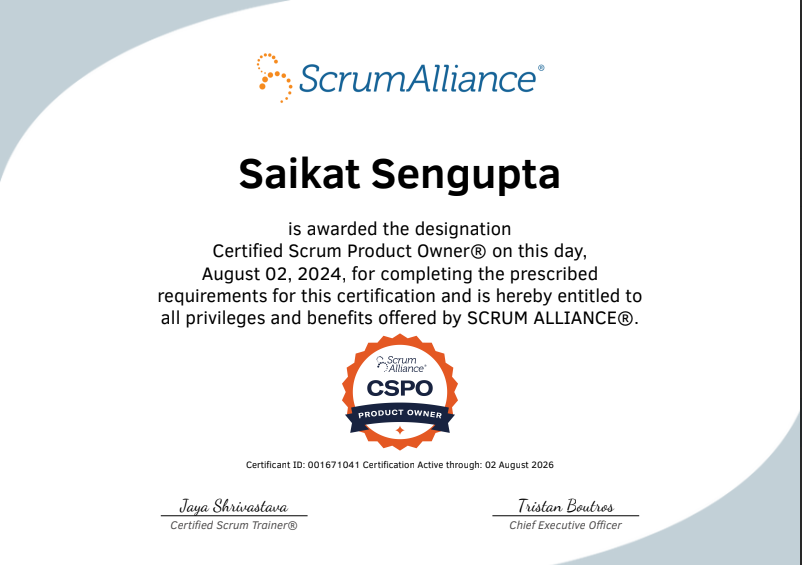 ScrumAlliance®
Saikat Sengupta
is awarded the designation
Certified Scrum Product Owner® on this day,
August 02, 2024, for completing the prescribed
requirements for this certification and is hereby entitled to
all privileges and benefits offered by SCRUM ALLIANCE®.
Scrum
Alliance®
CSPO
PRODUCT OWNER
Certificant ID: 001671041 Certification Active through: 02 August 2026
Jaya Shrivastava
Certified Scrum Trainer®
Tristan Boutros
Chief Executive Officer